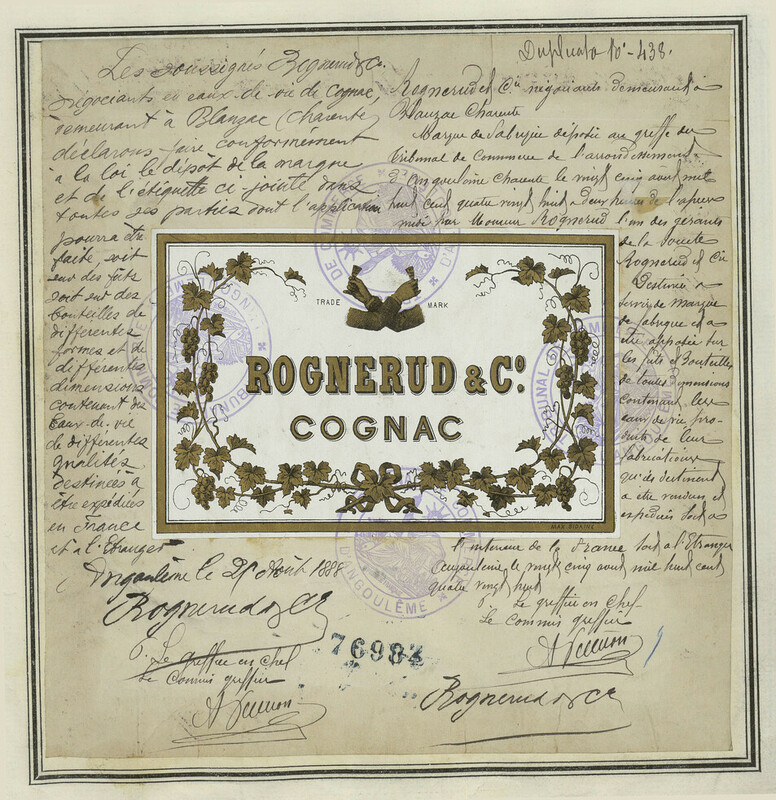 Duplicata No. 438.
Les soussignés Rognerud & Co.
négociants en eaux-de-vie de Cognac,
demeurant à Blanzac (Charente)
déclarons faire conformément
à la loi le dépôt de la marque
et de l'étiquette ci jointe dans
toutes ses parties dont l'application
pourra être
faite, soit
sur des fûts
soit sur des
bouteilles de
différentes
formes et de
différentes
dimensions
contenant des
Eaux-de-vie
de différentes
qualités
destinées à
être expédiées
en France
et à l'Etranger
Angoulême le 25 Août 1888
Rognerud & Co
P. Le greffier en chef
Le Commis greffier
Rognerud et Cie négociants demeurant à
Blanzac Charente
Marque de fabrique déposée au greffe du
Tribunal de Commerce de l'arrondissement
d'Angoulême Charente le vingt cinq août mil
huit cent quatre vingt huit à deux heures de l'après
midi par Monsieur Rognerud l'un des gérants
de la Société
Rognerud et Cie
Destinée à
servir de marque
de fabrique et à
être apposée sur
les fûts et Bouteilles
de toutes dimensions
contenant les
eaux de vie pro-
duits de leur
fabrication
qui se destinent
à être vendues et
expédiés soit à
l'intérieur de la France soit à l'Etranger
Angoulême le vingt cinq août mil huit cent
quatre vingt huit
P. Le greffier en chef
Le Commis greffier
Rognerud & Co
TRADE MARK
ROGNERUD & Co.
COGNAC
76983
D'ANGOULÊME